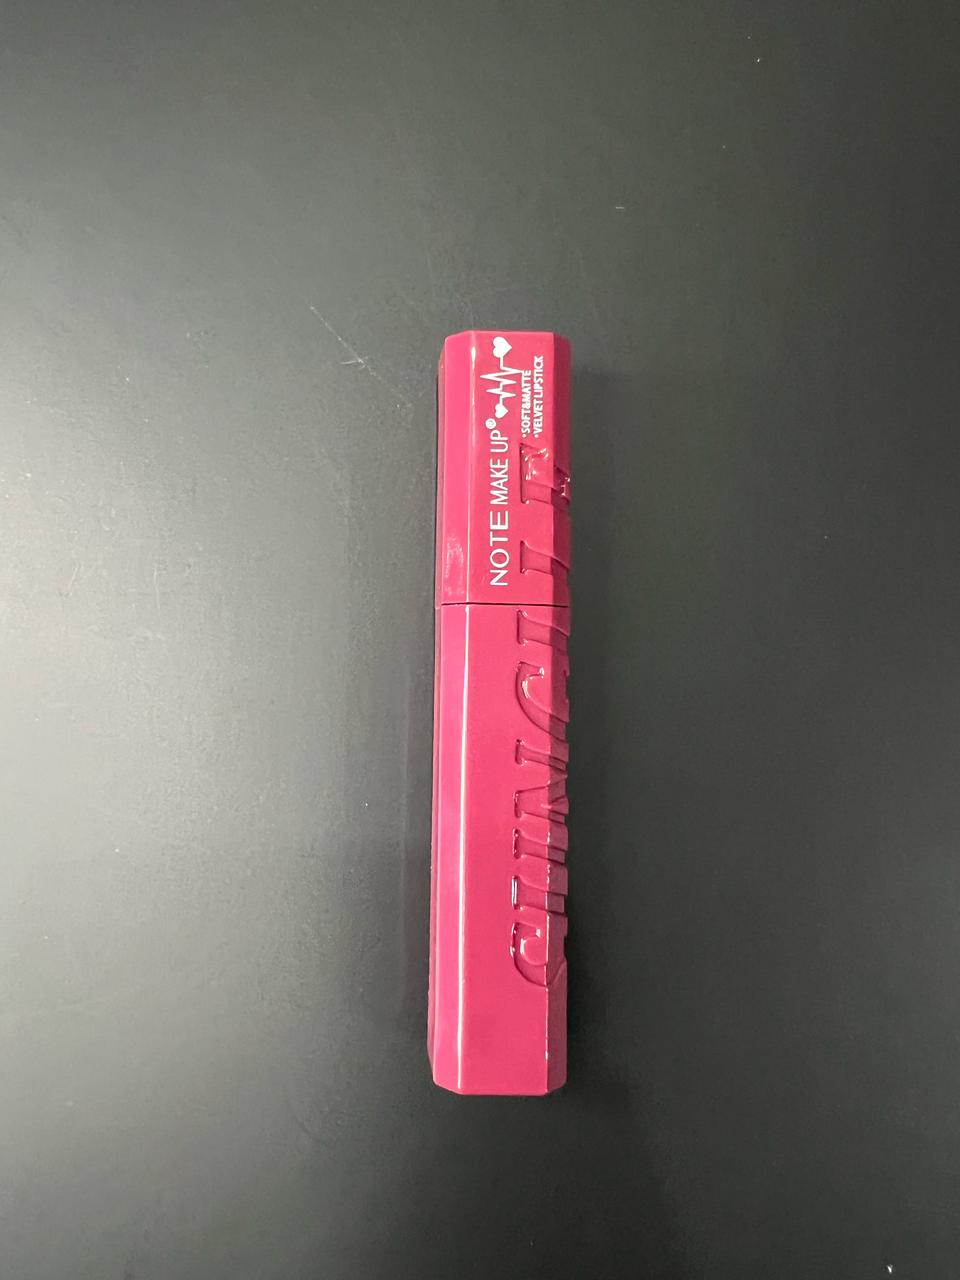 NOTE MAKE UP®
•SOFT&MATTE
•VELVET LIPSTICK